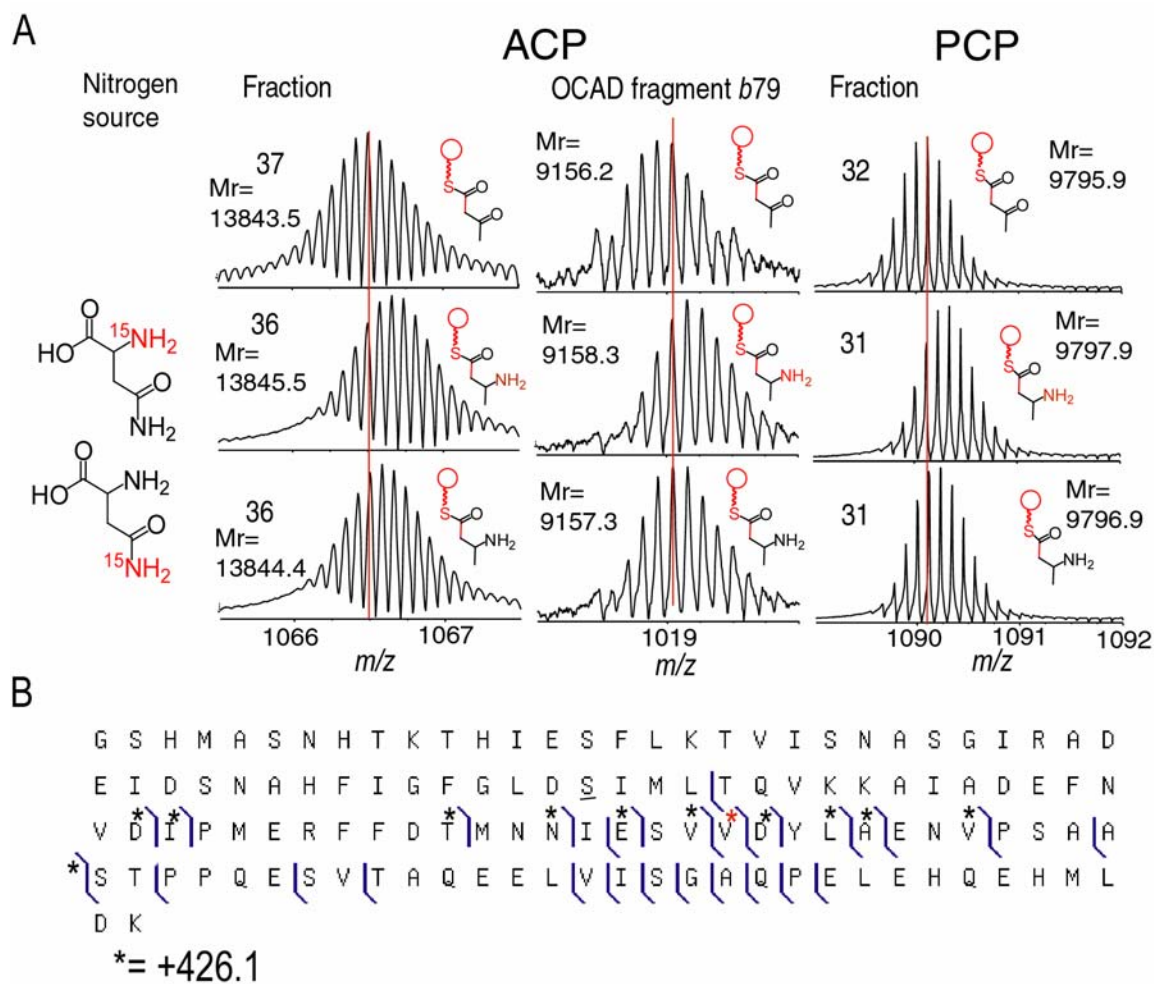 A
ACP
PCP
Nitrogen source
Fraction
OCAD fragment b79
Fraction
37
Mr= 13843.5
S
O
O
Mr= 9156.2
S
O
O
32
S
O
O
Mr= 9795.9
O
HO
15NH2
O
NH2
36
Mr= 13845.5
S
O
NH2
Mr= 9158.3
S
O
NH2
31
S
O
NH2
Mr= 9797.9
O
HO
NH2
O
15NH2
36
Mr= 13844.4
S
O
NH2
Mr= 9157.3
S
O
NH2
31
S
O
NH2
Mr= 9796.9
1066 1067
m/z
1019
m/z
1090 1091 1092
m/z
B
G S H M A S N H T K T H I E S F L K T V I S N A S G I R A D
E I D S N A H F I G F G L D S I M L T Q V K K A I A D E F N
* * * * * * * * * * *
V D I P M E R F F D T M N N I E S V V D Y L A E N V P S A A
* S T P P Q E S V T A Q E E L V I S G A Q P E L E H Q E H M L
D K
*= +426.1